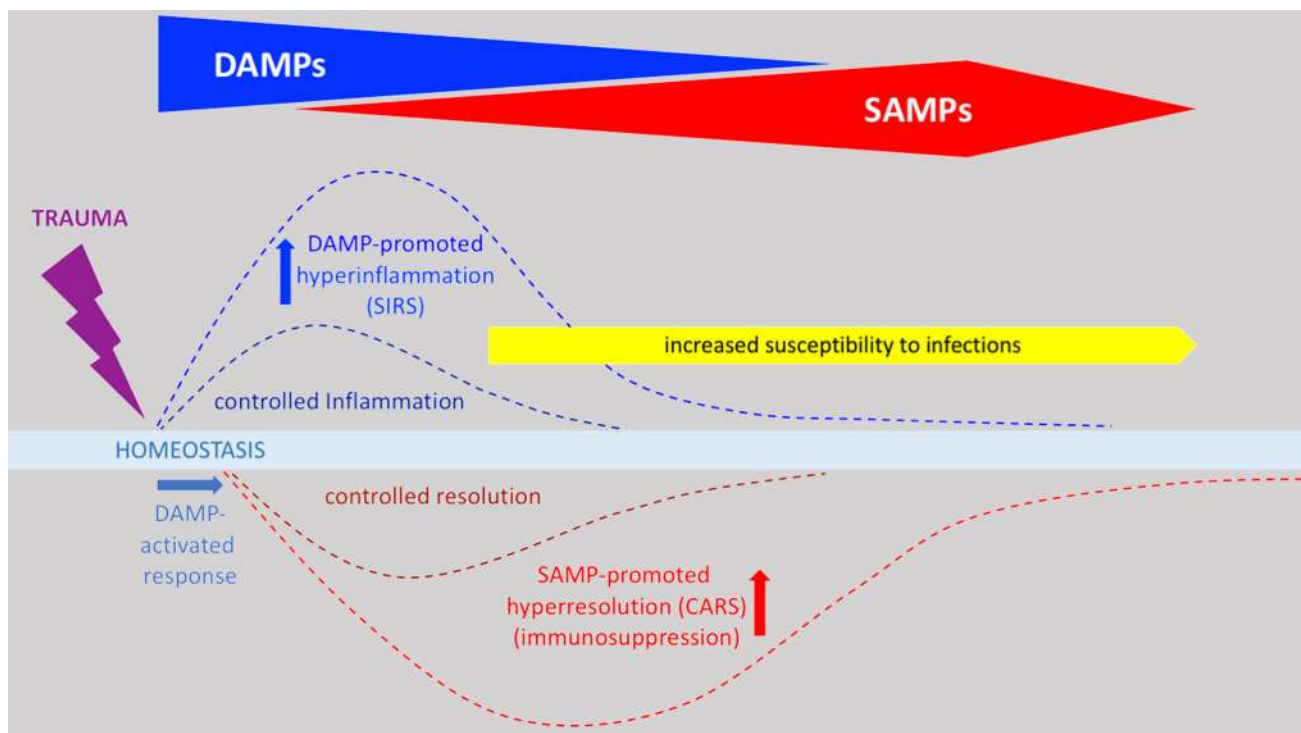 DAMPs
SAMPs
TRAUMA
DAMP-promoted
hyperinflammation
(SIRS)
increased susceptibility to infections
controlled Inflammation
HOMEOSTASIS
controlled resolution
DAMP-
activated
response
SAMP-promoted
hyperresolution (CARS)
(immunosuppression)